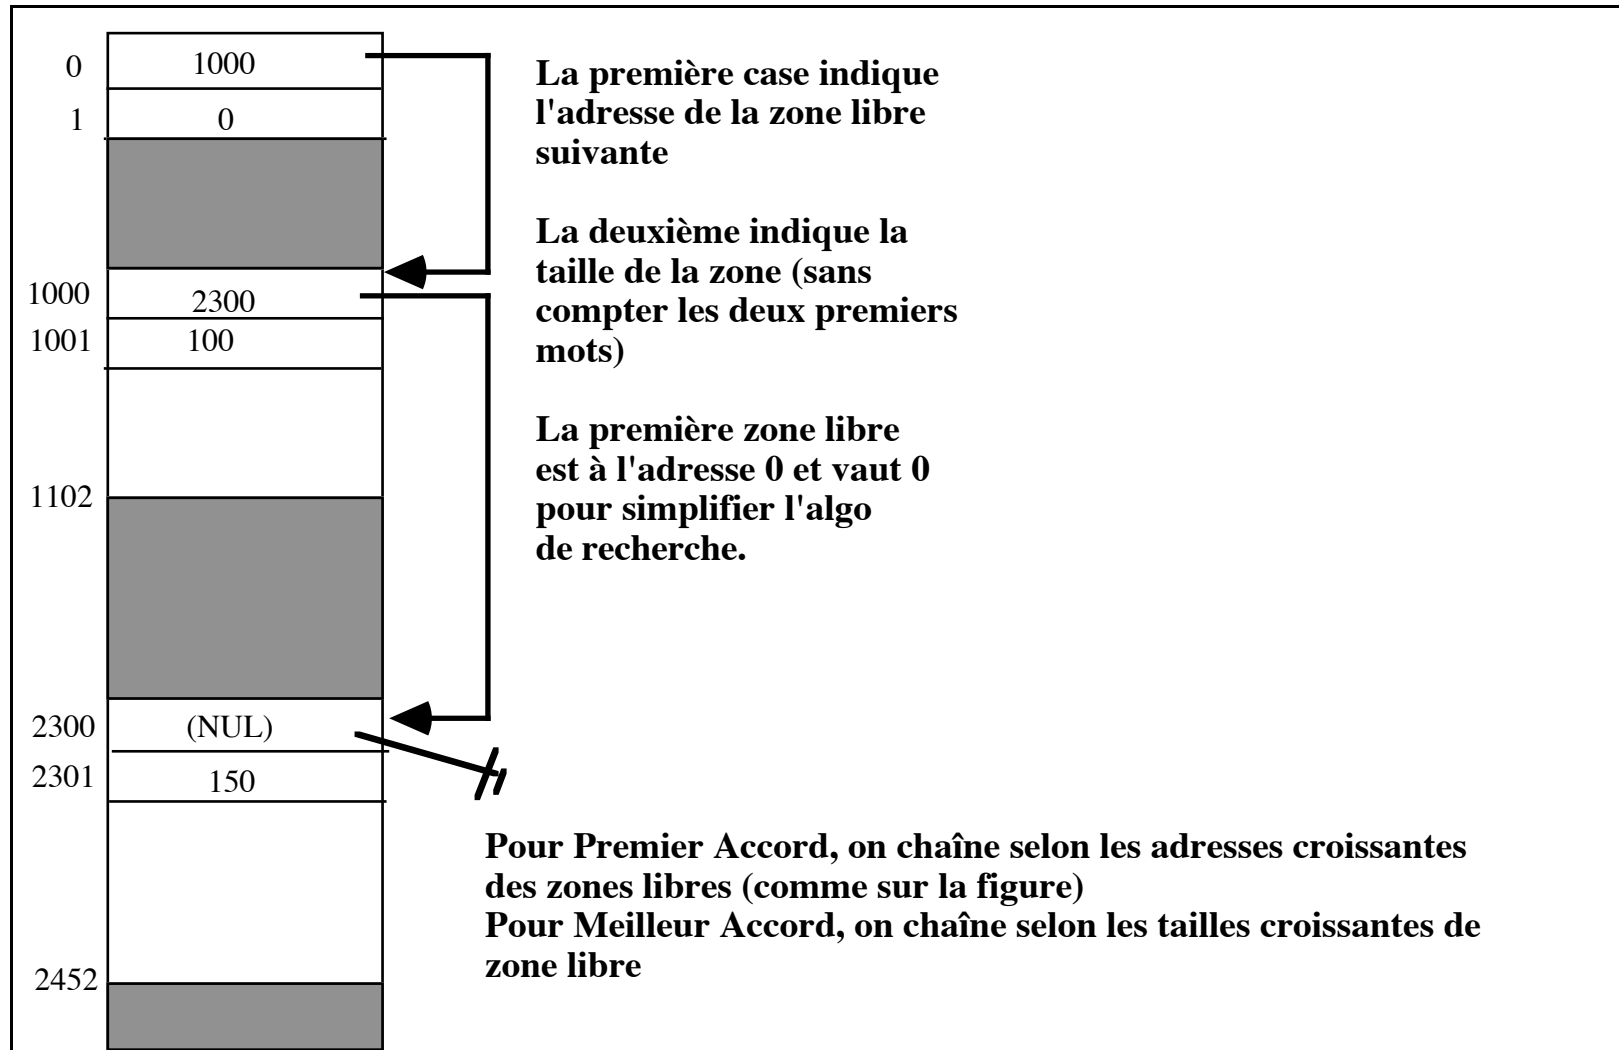 0 1000
1 0
1000 2300
1001 100
1102
2300 (NUL)
2301 150
2452
La première case indique
l'adresse de la zone libre
suivante
La deuxième indique la
taille de la zone (sans
compter les deux premiers
mots)
La première zone libre
est à l'adresse 0 et vaut 0
pour simplifier l'algo
de recherche.
Pour Premier Accord, on chaîne selon les adresses croissantes
des zones libres (comme sur la figure)
Pour Meilleur Accord, on chaîne selon les tailles croissantes de
zone libre